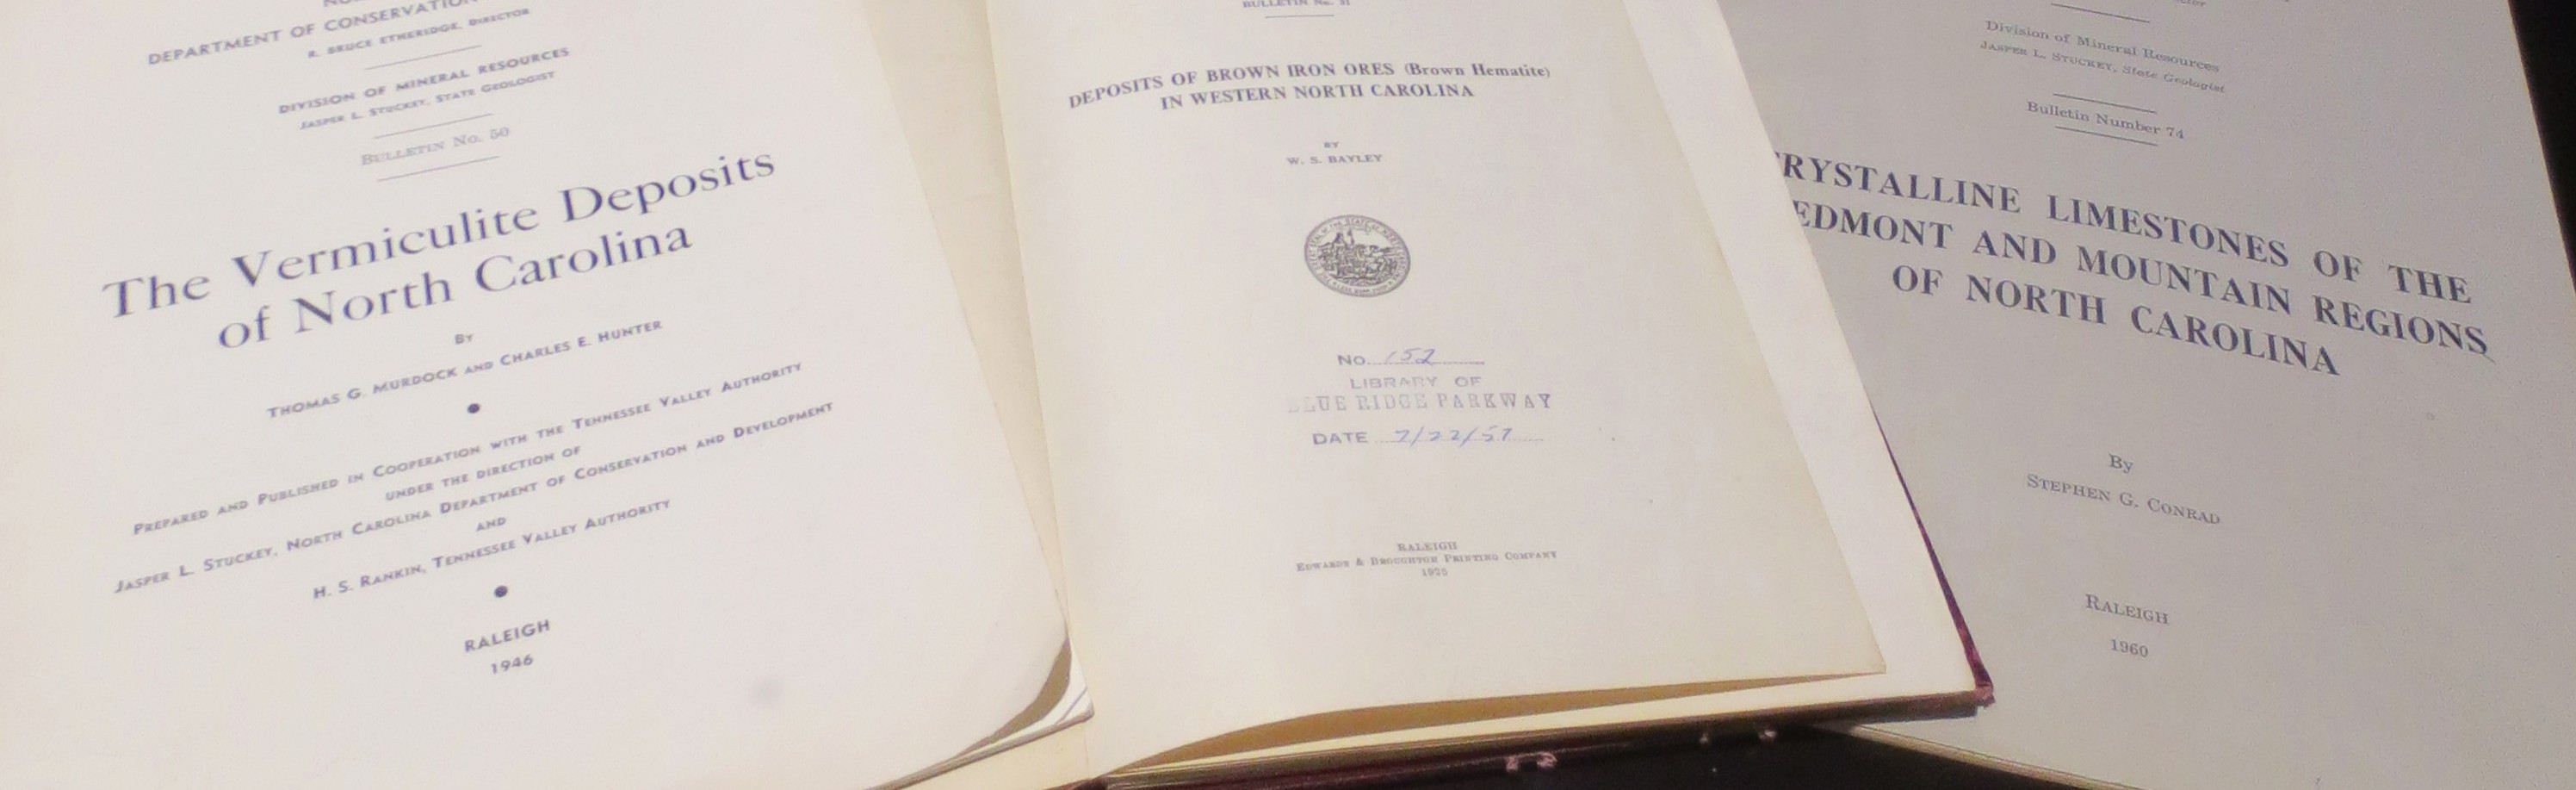 DEPARTMENT OF CONSERVATION
R. BRUCE ETHERIDGE, DIRECTOR
DIVISION OF MINERAL RESOURCES
JASPER L. STUCKEY, STATE GEOLOGIST
BULLETIN No. 50
The Vermiculite Deposits
of North Carolina
BY
THOMAS G. MURDOCK AND CHARLES E. HUNTER
PREPARED AND PUBLISHED IN COOPERATION WITH THE TENNESSEE VALLEY AUTHORITY
UNDER THE DIRECTION OF
JASPER L. STUCKEY, NORTH CAROLINA DEPARTMENT OF CONSERVATION AND DEVELOPMENT
AND
H. S. RANKIN, TENNESSEE VALLEY AUTHORITY
RALEIGH
1946
BULLETIN No. 31
DEPOSITS OF BROWN IRON ORES (Brown Hematite)
IN WESTERN NORTH CAROLINA
BY
W. S. BAYLEY
No. 152
LIBRARY OF
BLUE RIDGE PARKWAY
DATE 7/22/57
RALEIGH
EDWARDS & BROUGHTON PRINTING COMPANY
1925
Division of Mineral Resources
JASPER L. STUCKEY, State Geologist
Bulletin Number 74
RYSTALLINE LIMESTONES OF THE
EDMONT AND MOUNTAIN REGIONS
OF NORTH CAROLINA
By
STEPHEN G. CONRAD
RALEIGH
1960